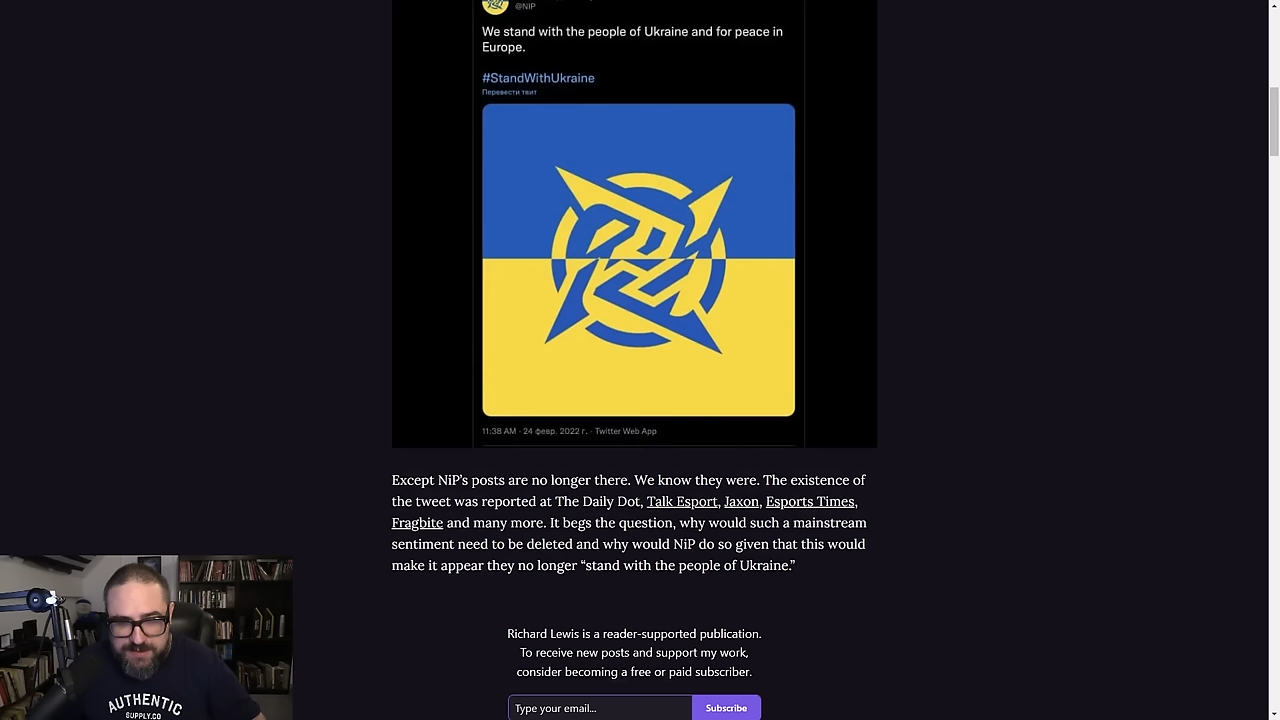 @NIP
We stand with the people of Ukraine and for peace in
Europe.
#StandWithUkraine
Перевести твит
11:38 AM · 24 февр. 2022 г. · Twitter Web App
Except NiP’s posts are no longer there. We know they were. The existence of
the tweet was reported at The Daily Dot, Talk Esport, Jaxon, Esports Times,
Fragbite and many more. It begs the question, why would such a mainstream
sentiment need to be deleted and why would NiP do so given that this would
make it appear they no longer “stand with the people of Ukraine.”
Richard Lewis is a reader-supported publication.
To receive new posts and support my work,
consider becoming a free or paid subscriber.
Type your email...
Subscribe
AUTHENTIC
SUPPLY.CO